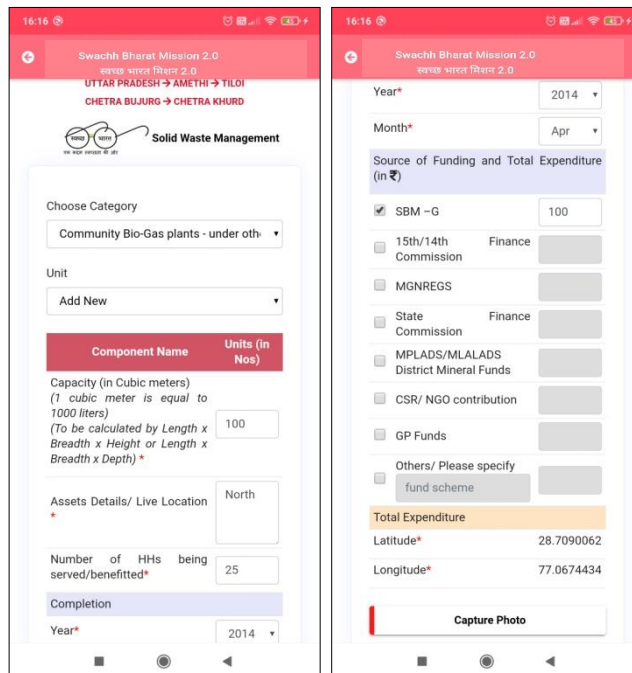 16:16
Swachh Bharat Mission 2.0
स्वच्छ भारत मिशन 2.0
UTTAR PRADESH → AMETHI → TILOI
CHETRA BUJURG → CHETRA KHURD
स्वच्छ भारत
एक कदम स्वच्छता की ओर
Solid Waste Management
Choose Category
Community Bio-Gas plants - under oth
Unit
Add New
Component Name
Units (in
Nos)
Capacity (in Cubic meters)
(1 cubic meter is equal to
1000 liters)
(To be calculated by Length x
Breadth x Height or Length x
Breadth x Depth) *
100
Assets Details/ Live Location
*
North
Number of HHs being
served/benefitted*
25
Completion
Year*
2014
16:16
Swachh Bharat Mission 2.0
स्वच्छ भारत मिशन 2.0
Year*
2014
Month*
Apr
Source of Funding and Total Expenditure
(in ₹)
SBM –G
100
15th/14th Finance
Commission
MGNREGS
State Finance
Commission
MPLADS/MLALADS
District Mineral Funds
CSR/ NGO contribution
GP Funds
Others/ Please specify
fund scheme
Total Expenditure
Latitude*
28.7090062
Longitude*
77.0674434
Capture Photo